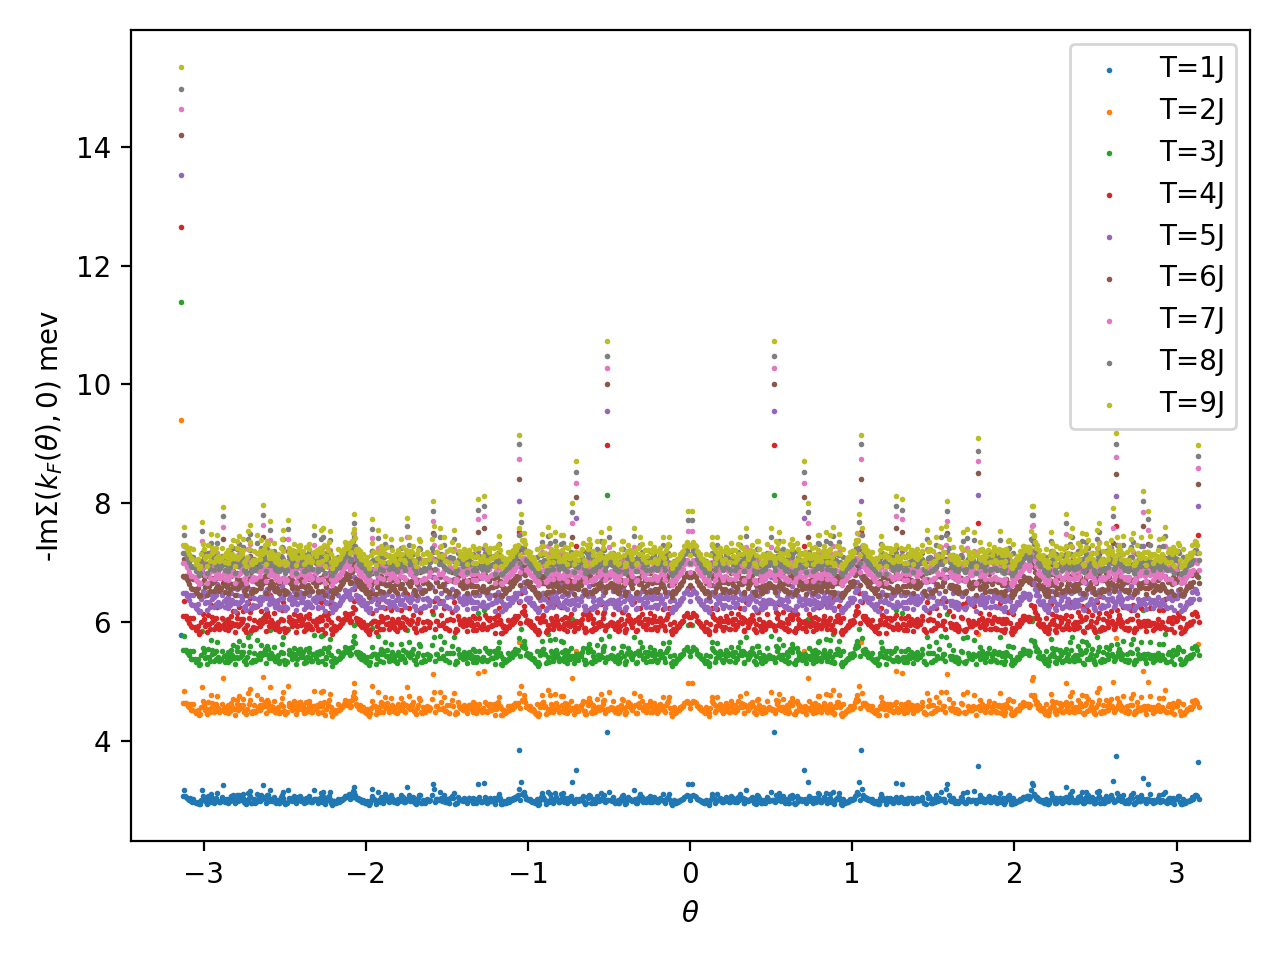 -ImΣ(k_F(θ), 0) mev
14
12
10
8
6
4
−3
−2
−1
0
1
2
3
θ
T=1J
T=2J
T=3J
T=4J
T=5J
T=6J
T=7J
T=8J
T=9J